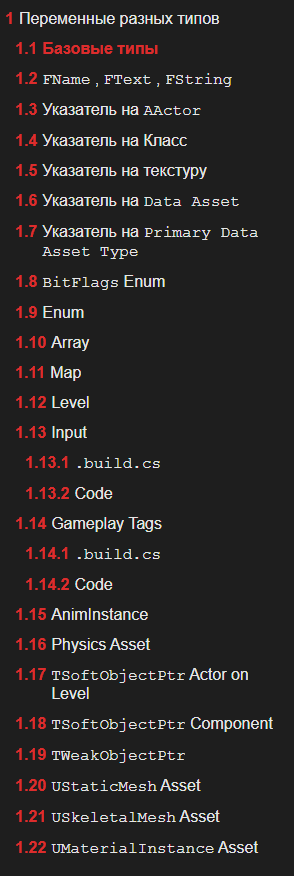 1 Переменные разных типов
1.1 Базовые типы
1.2 FName , FText , FString
1.3 Указатель на AActor
1.4 Указатель на Класс
1.5 Указатель на текстуру
1.6 Указатель на Data Asset
1.7 Указатель на Primary Data
Asset Type
1.8 BitFlags Enum
1.9 Enum
1.10 Array
1.11 Map
1.12 Level
1.13 Input
1.13.1 .build.cs
1.13.2 Code
1.14 Gameplay Tags
1.14.1 .build.cs
1.14.2 Code
1.15 AnimInstance
1.16 Physics Asset
1.17 TSoftObjectPtr Actor on
Level
1.18 TSoftObjectPtr Component
1.19 TWeakObjectPtr
1.20 UStaticMesh Asset
1.21 USkeletalMesh Asset
1.22 UMaterialInstance Asset